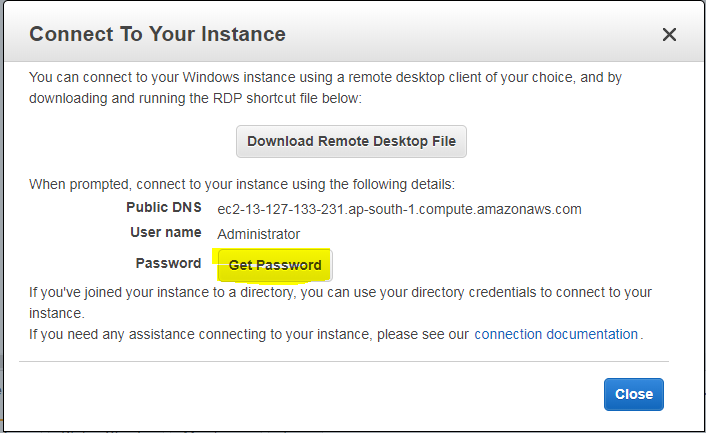 Connect To Your Instance
You can connect to your Windows instance using a remote desktop client of your choice, and by
downloading and running the RDP shortcut file below:
Download Remote Desktop File
When prompted, connect to your instance using the following details:
Public DNS ec2-13-127-133-231.ap-south-1.compute.amazonaws.com
User name Administrator
Password Get Password
If you've joined your instance to a directory, you can use your directory credentials to connect to your
instance.
If you need any assistance connecting to your instance, please see our connection documentation.
Close